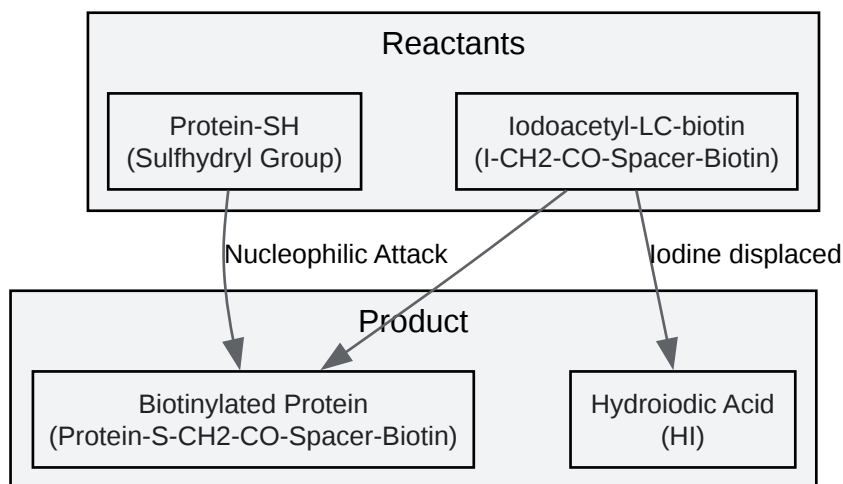 Reactants
Protein-SH
(Sulfhydryl Group)
Iodoacetyl-LC-biotin
(I-CH2-CO-Spacer-Biotin)
Nucleophilic Attack
Iodine displaced
Product
Biotinylated Protein
(Protein-S-CH2-CO-Spacer-Biotin)
Hydroiodic Acid
(HI)